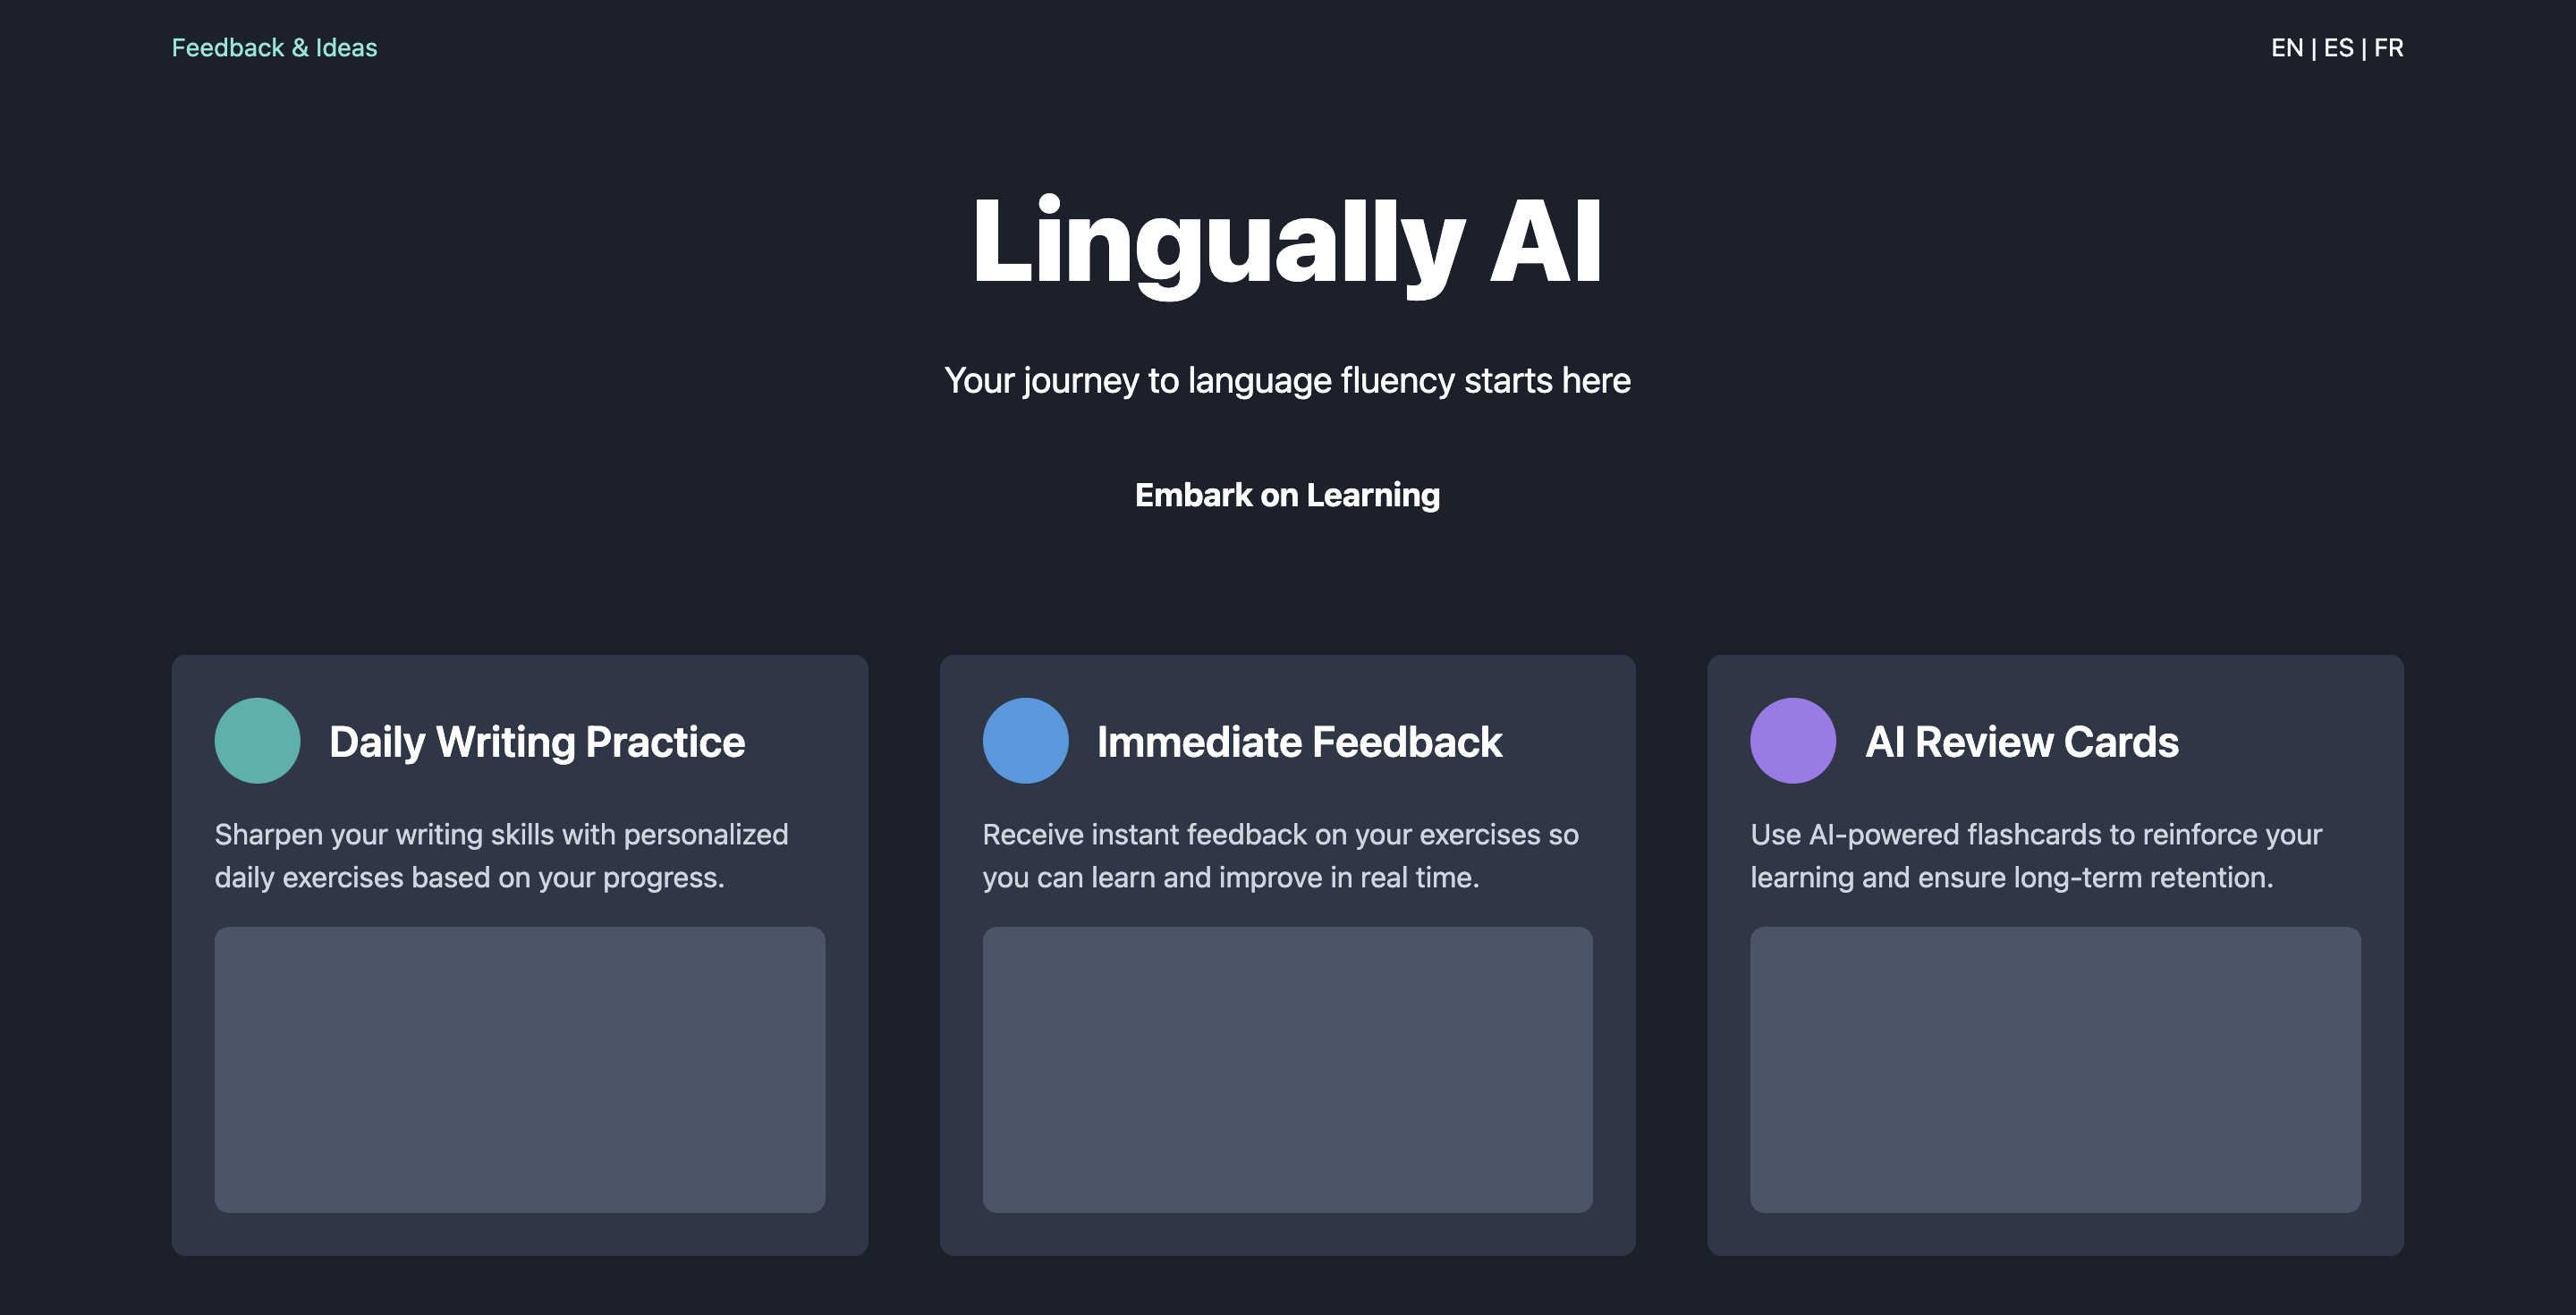 Feedback & Ideas
EN | ES | FR
Lingually AI
Your journey to language fluency starts here
Embark on Learning
Daily Writing Practice
Sharpen your writing skills with personalized
daily exercises based on your progress.
Immediate Feedback
Receive instant feedback on your exercises so
you can learn and improve in real time.
AI Review Cards
Use AI-powered flashcards to reinforce your
learning and ensure long-term retention.